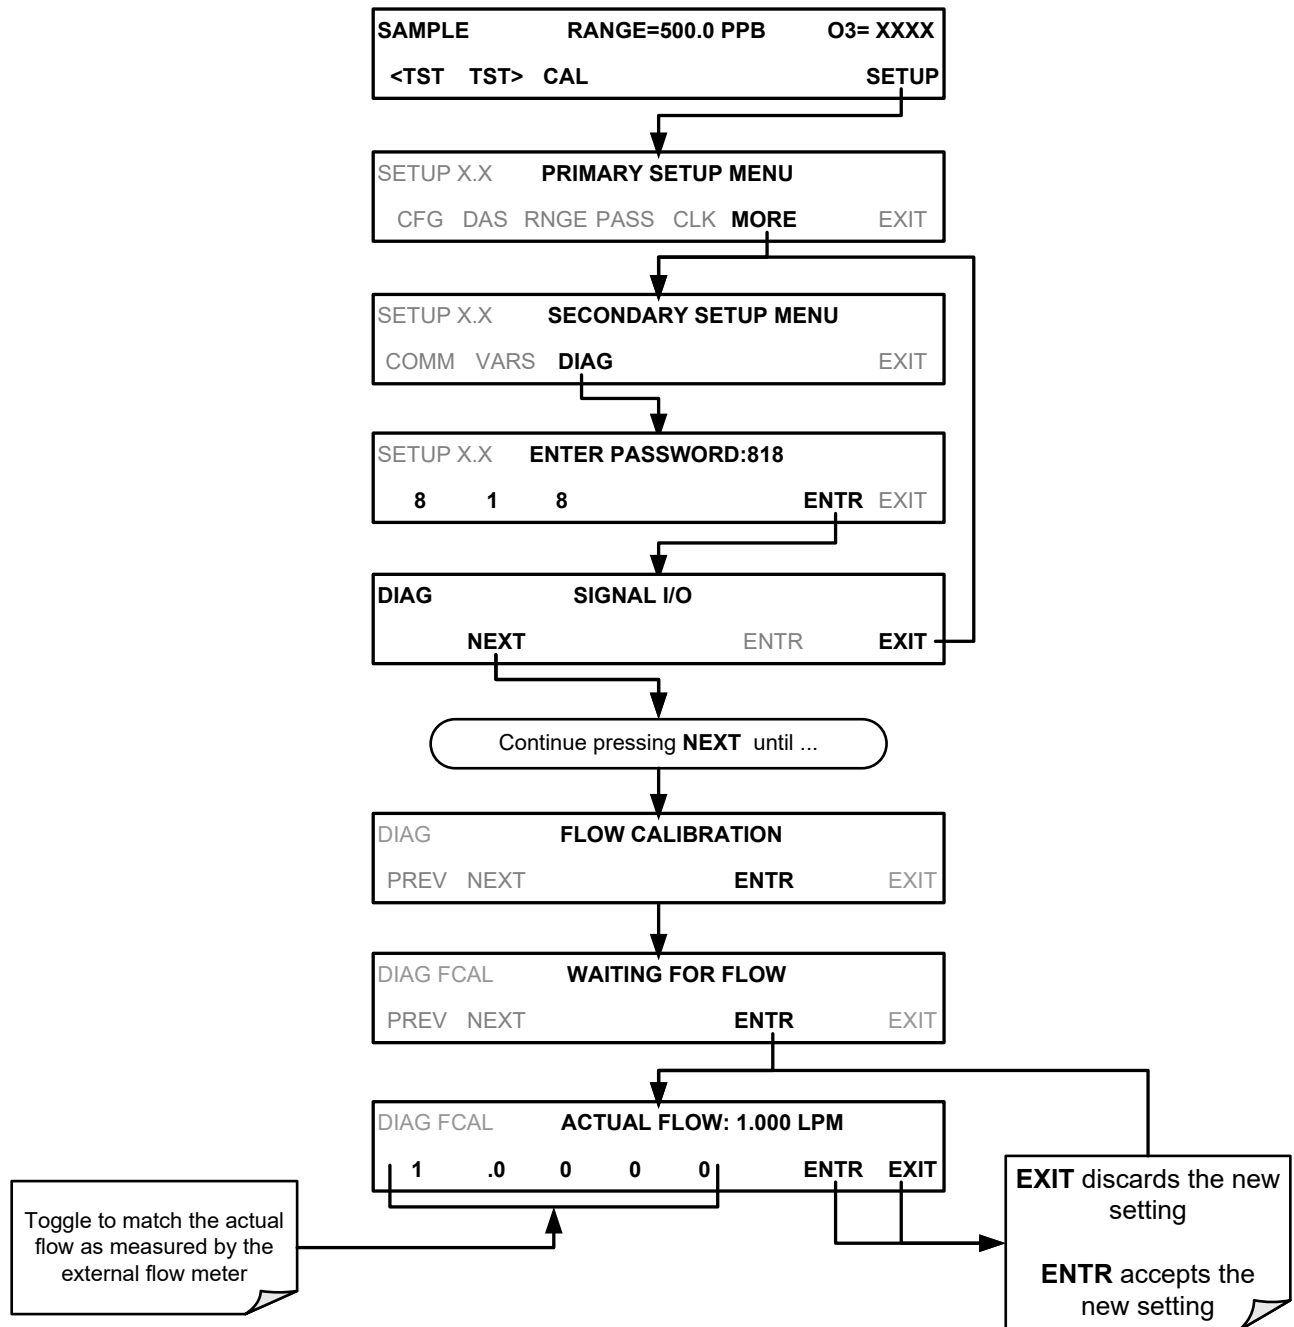 SAMPLE RANGE=500.0 PPB O3= XXXX
<TST TST> CAL SETUP
SETUP X.X PRIMARY SETUP MENU
CFG DAS RNGE PASS CLK MORE EXIT
SETUP X.X SECONDARY SETUP MENU
COMM VARS DIAG EXIT
SETUP X.X ENTER PASSWORD:818
8 1 8 ENTR EXIT
DIAG SIGNAL I/O
NEXT ENTR EXIT
Continue pressing NEXT until ...
DIAG FLOW CALIBRATION
PREV NEXT ENTR EXIT
DIAG FCAL WAITING FOR FLOW
PREV NEXT ENTR EXIT
DIAG FCAL ACTUAL FLOW: 1.000 LPM
1 .0 0 0 0 ENTR EXIT
Toggle to match the actual
flow as measured by the
external flow meter
EXIT discards the new
setting
ENTR accepts the
new setting